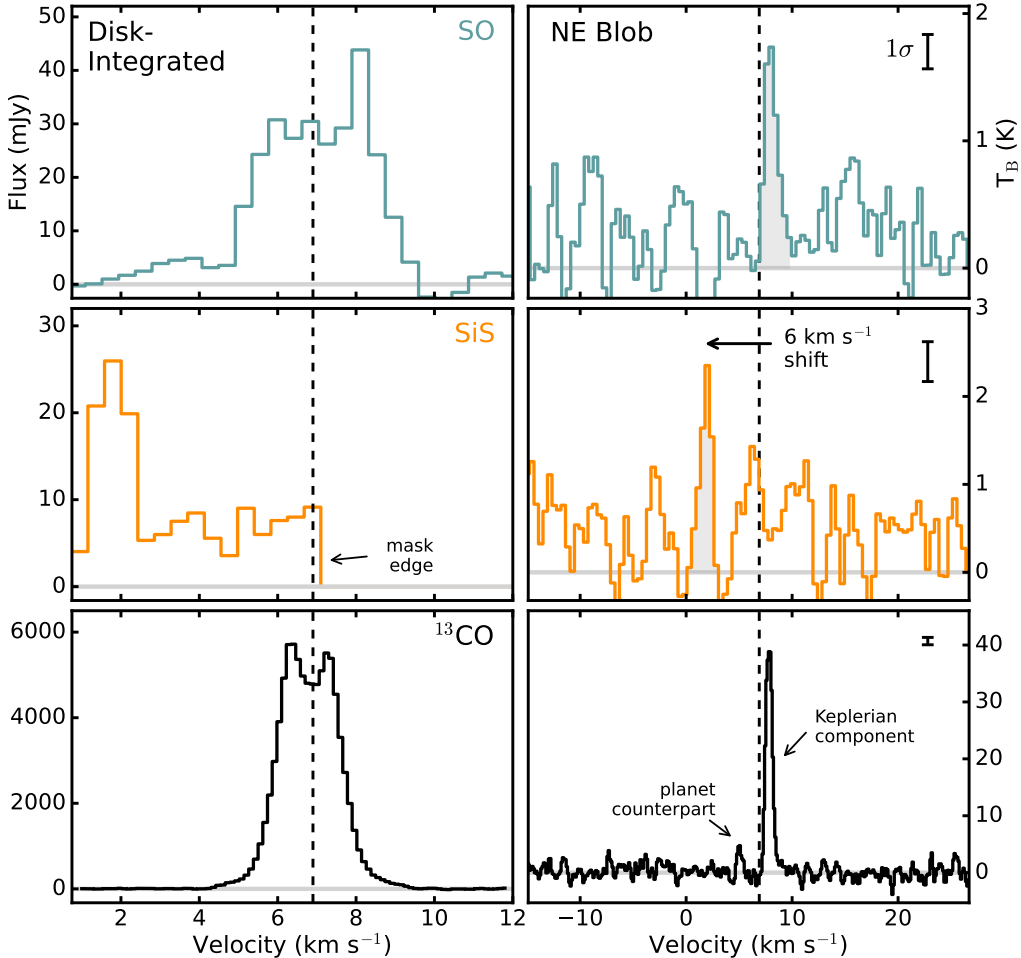 Disk-
Integrated
SO
50
40
30
20
10
0
Flux (mJy)
NE Blob
1σ
2
1
0
T_B (K)
SiS
30
20
10
0
mask
edge
6 km s⁻¹
shift
3
2
1
0
¹³CO
6000
4000
2000
0
2 4 6 8 10 12
Velocity (km s⁻¹)
Keplerian
component
planet
counterpart
40
30
20
10
0
−10 0 10 20
Velocity (km s⁻¹)